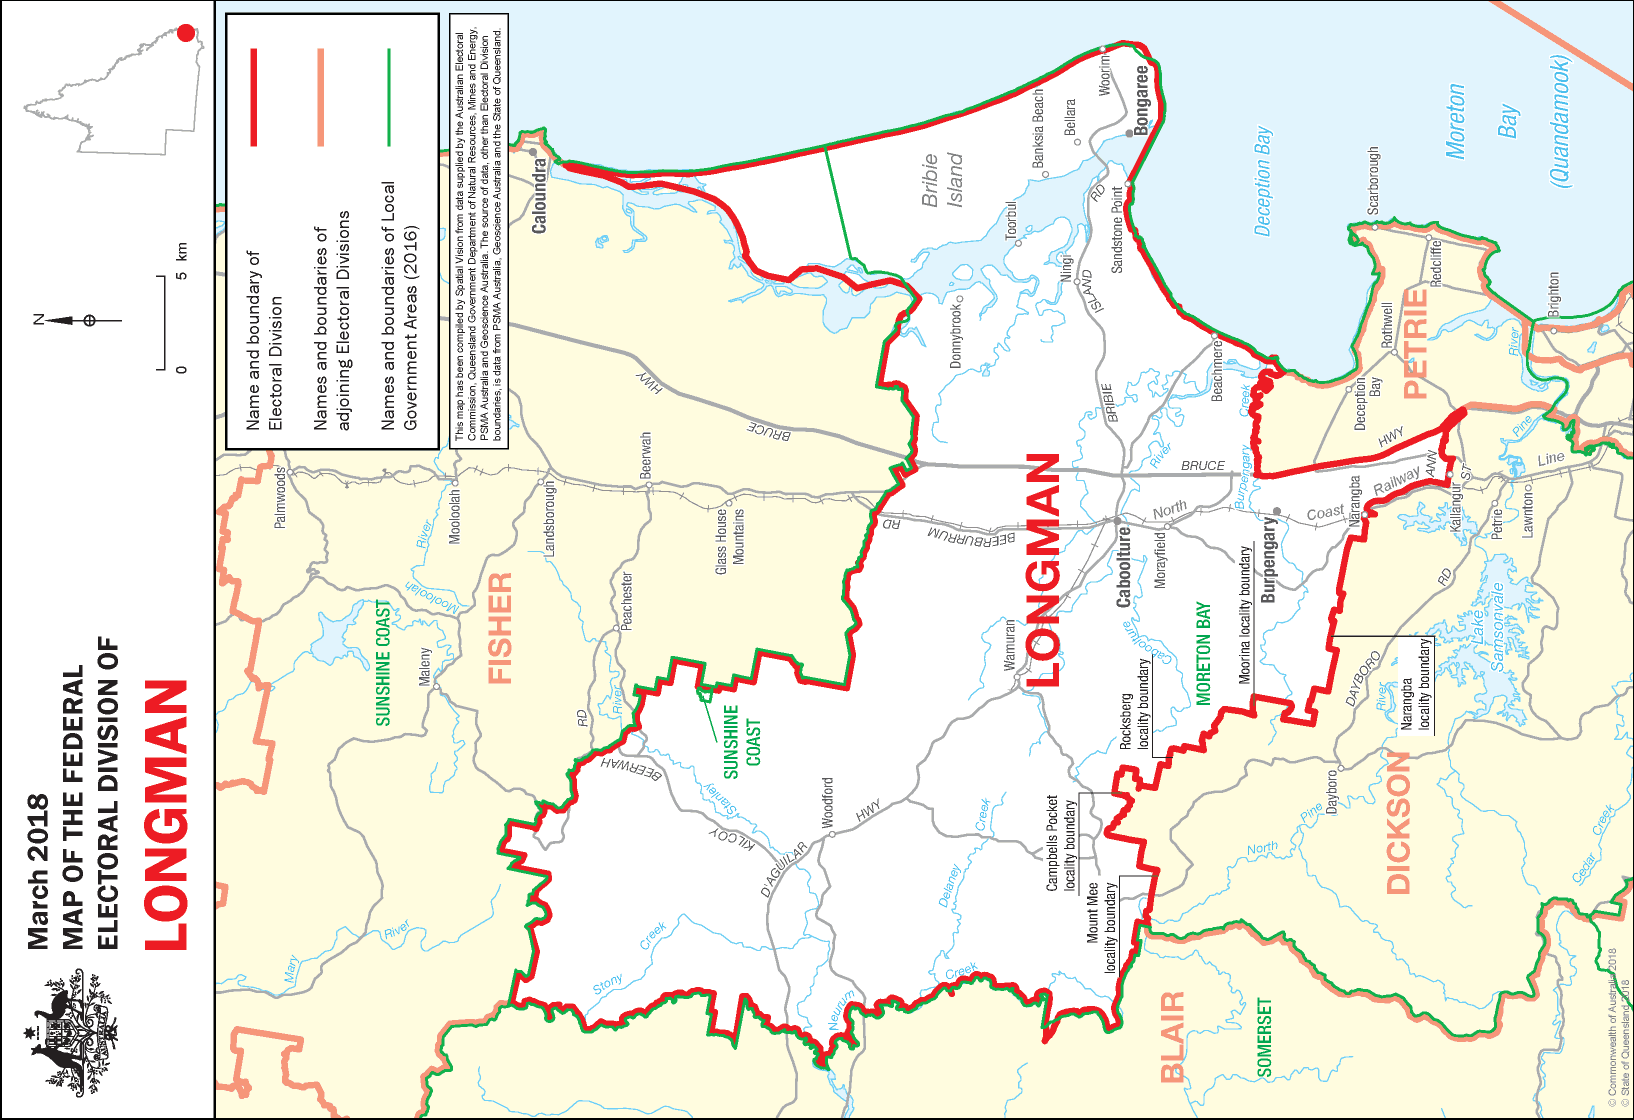 March 2018
MAP OF THE FEDERAL
ELECTORAL DIVISION OF
LONGMAN
N
0
5 km
Name and boundary of
Electoral Division
Names and boundaries of
adjoining Electoral Divisions
Names and boundaries of Local
Government Areas (2016)
This map has been compiled by Spatial Vision from data supplied by the Australian Electoral
Commission, Queensland Government Department of Natural Resources, Mines and Energy,
PSMA Australia and Geoscience Australia. The source of data, other than Electoral Division
boundaries, is data from PSMA Australia, Geoscience Australia and the State of Queensland.
Palmwoods
Mary
River
SUNSHINE COAST
Maleny
Mooloolah
River
Mooloolah
FISHER
Landsborough
Caloundra
RD
Peachester
River
Beerwah
HWY
BEERWAH
Glass House
Mountains
SUNSHINE
COAST
BRUCE
Stanley
KILCOY
D'AGUILAR
Woodford
HWY
Stony
Creek
Neurum
Creek
Delaney
Creek
RD
BEERBURRUM
Bribie
Island
Donnybrook
Toorbul
Banksia Beach
Bellara
Woorim
Bongaree
Ningi
ISLAND
RD
Sandstone Point
BRIBIE
LONGMAN
Wamuran
Caboolture
Caboolture
River
Morayfield
North
BRUCE
Beachmere
MORETON BAY
Rocksberg
locality boundary
Campbells Pocket
locality boundary
Mount Mee
locality boundary
Moorina locality boundary
Burpengary
Burpengary
Creek
Deception Bay
Coast
Narangba
Railway
HWY
ANN
ST
Kallangur
Deception
Bay
Rothwell
PETRIE
Redcliffe
Scarborough
Moreton
Bay
(Quandamook)
Brighton
River
Pine
Line
Petrie
Lawnton
RD
DAYBORO
Lake
Samsonvale
River
Narangba
locality boundary
Dayboro
Pine
North
DICKSON
Cedar
Creek
BLAIR
SOMERSET
© Commonwealth of Australia 2018
© State of Queensland 2018